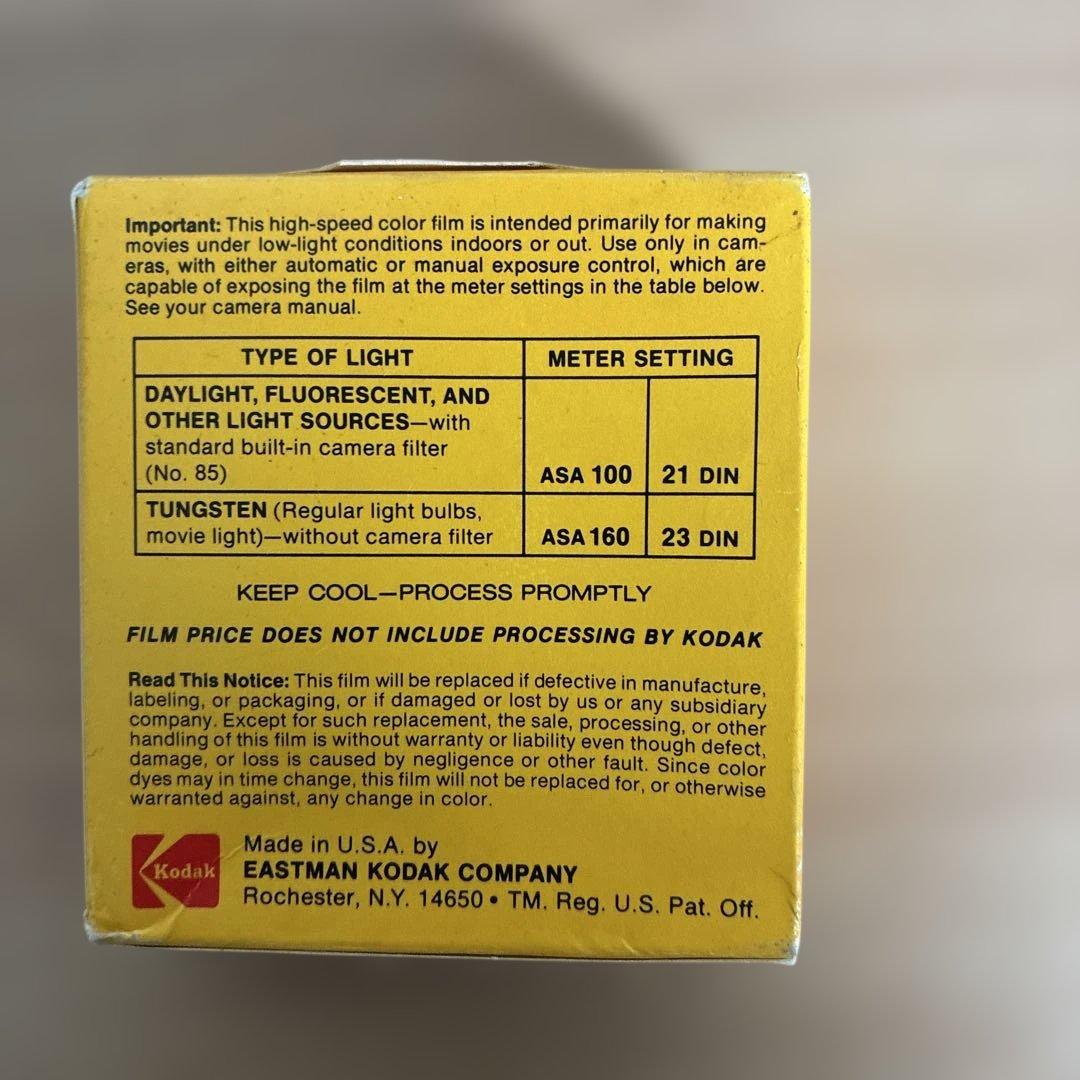 Important: This high-speed color film is intended primarily for making
movies under low-light conditions indoors or out. Use only in cam-
eras, with either automatic or manual exposure control, which are
capable of exposing the film at the meter settings in the table below.
See your camera manual.
TYPE OF LIGHT METER SETTING
DAYLIGHT, FLUORESCENT, AND
OTHER LIGHT SOURCES—with
standard built-in camera filter
(No. 85) ASA 100 21 DIN
TUNGSTEN (Regular light bulbs,
movie light)—without camera filter ASA 160 23 DIN
KEEP COOL—PROCESS PROMPTLY
FILM PRICE DOES NOT INCLUDE PROCESSING BY KODAK
Read This Notice: This film will be replaced if defective in manufacture,
labeling, or packaging, or if damaged or lost by us or any subsidiary
company. Except for such replacement, the sale, processing, or other
handling of this film is without warranty or liability even though defect,
damage, or loss is caused by negligence or other fault. Since color
dyes may in time change, this film will not be replaced for, or otherwise
warranted against, any change in color.
Kodak
Made in U.S.A. by
EASTMAN KODAK COMPANY
Rochester, N.Y. 14650 • TM. Reg. U.S. Pat. Off.